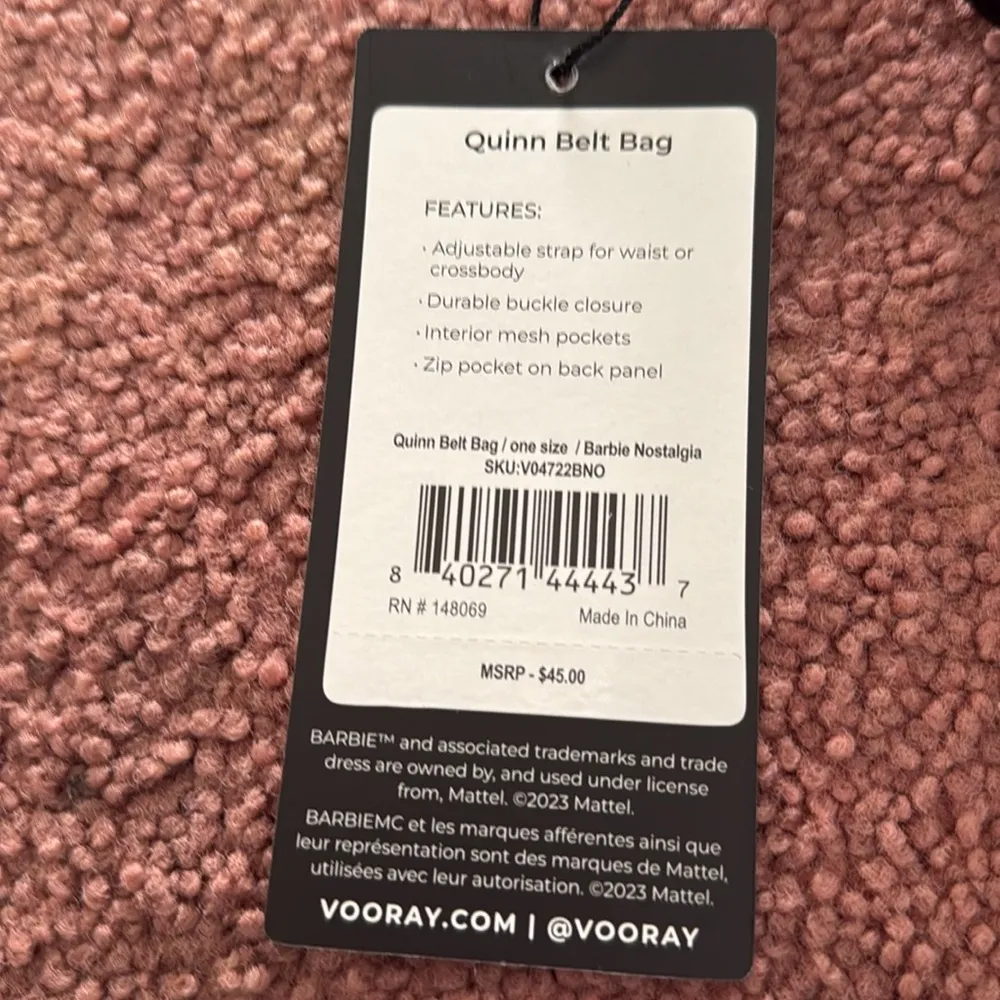 Quinn Belt Bag
FEATURES:
· Adjustable strap for waist or
crossbody
· Durable buckle closure
· Interior mesh pockets
· Zip pocket on back panel
Quinn Belt Bag / one size / Barbie Nostalgia
SKU:V04722BNO
8 40271 44443 7
RN # 148069 Made In China
MSRP - $45.00
BARBIE™ and associated trademarks and trade
dress are owned by, and used under license
from, Mattel. ©2023 Mattel.
BARBIEMC et les marques afférentes ainsi que
leur représentation sont des marques de Mattel,
utilisées avec leur autorisation. ©2023 Mattel.
VOORAY.COM | @VOORAY